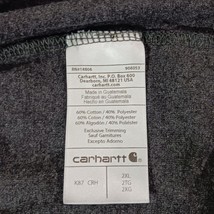 Carhartt, Inc. P.O. Box 600
Dearborn, MI 48121 USA
carhartt.com
Made in Guatemala
Fabriqué au Guatemala
Hecho en Guatemala
60% Cotton / 40% Polyester
60% Coton / 40% Polyester
60% Algodón / 40% Poliéster
Exclusive Trimming
Sauf Garnitures
Excepto Adornos
carhartt
K87 CRH
2XL
2TG
2XG